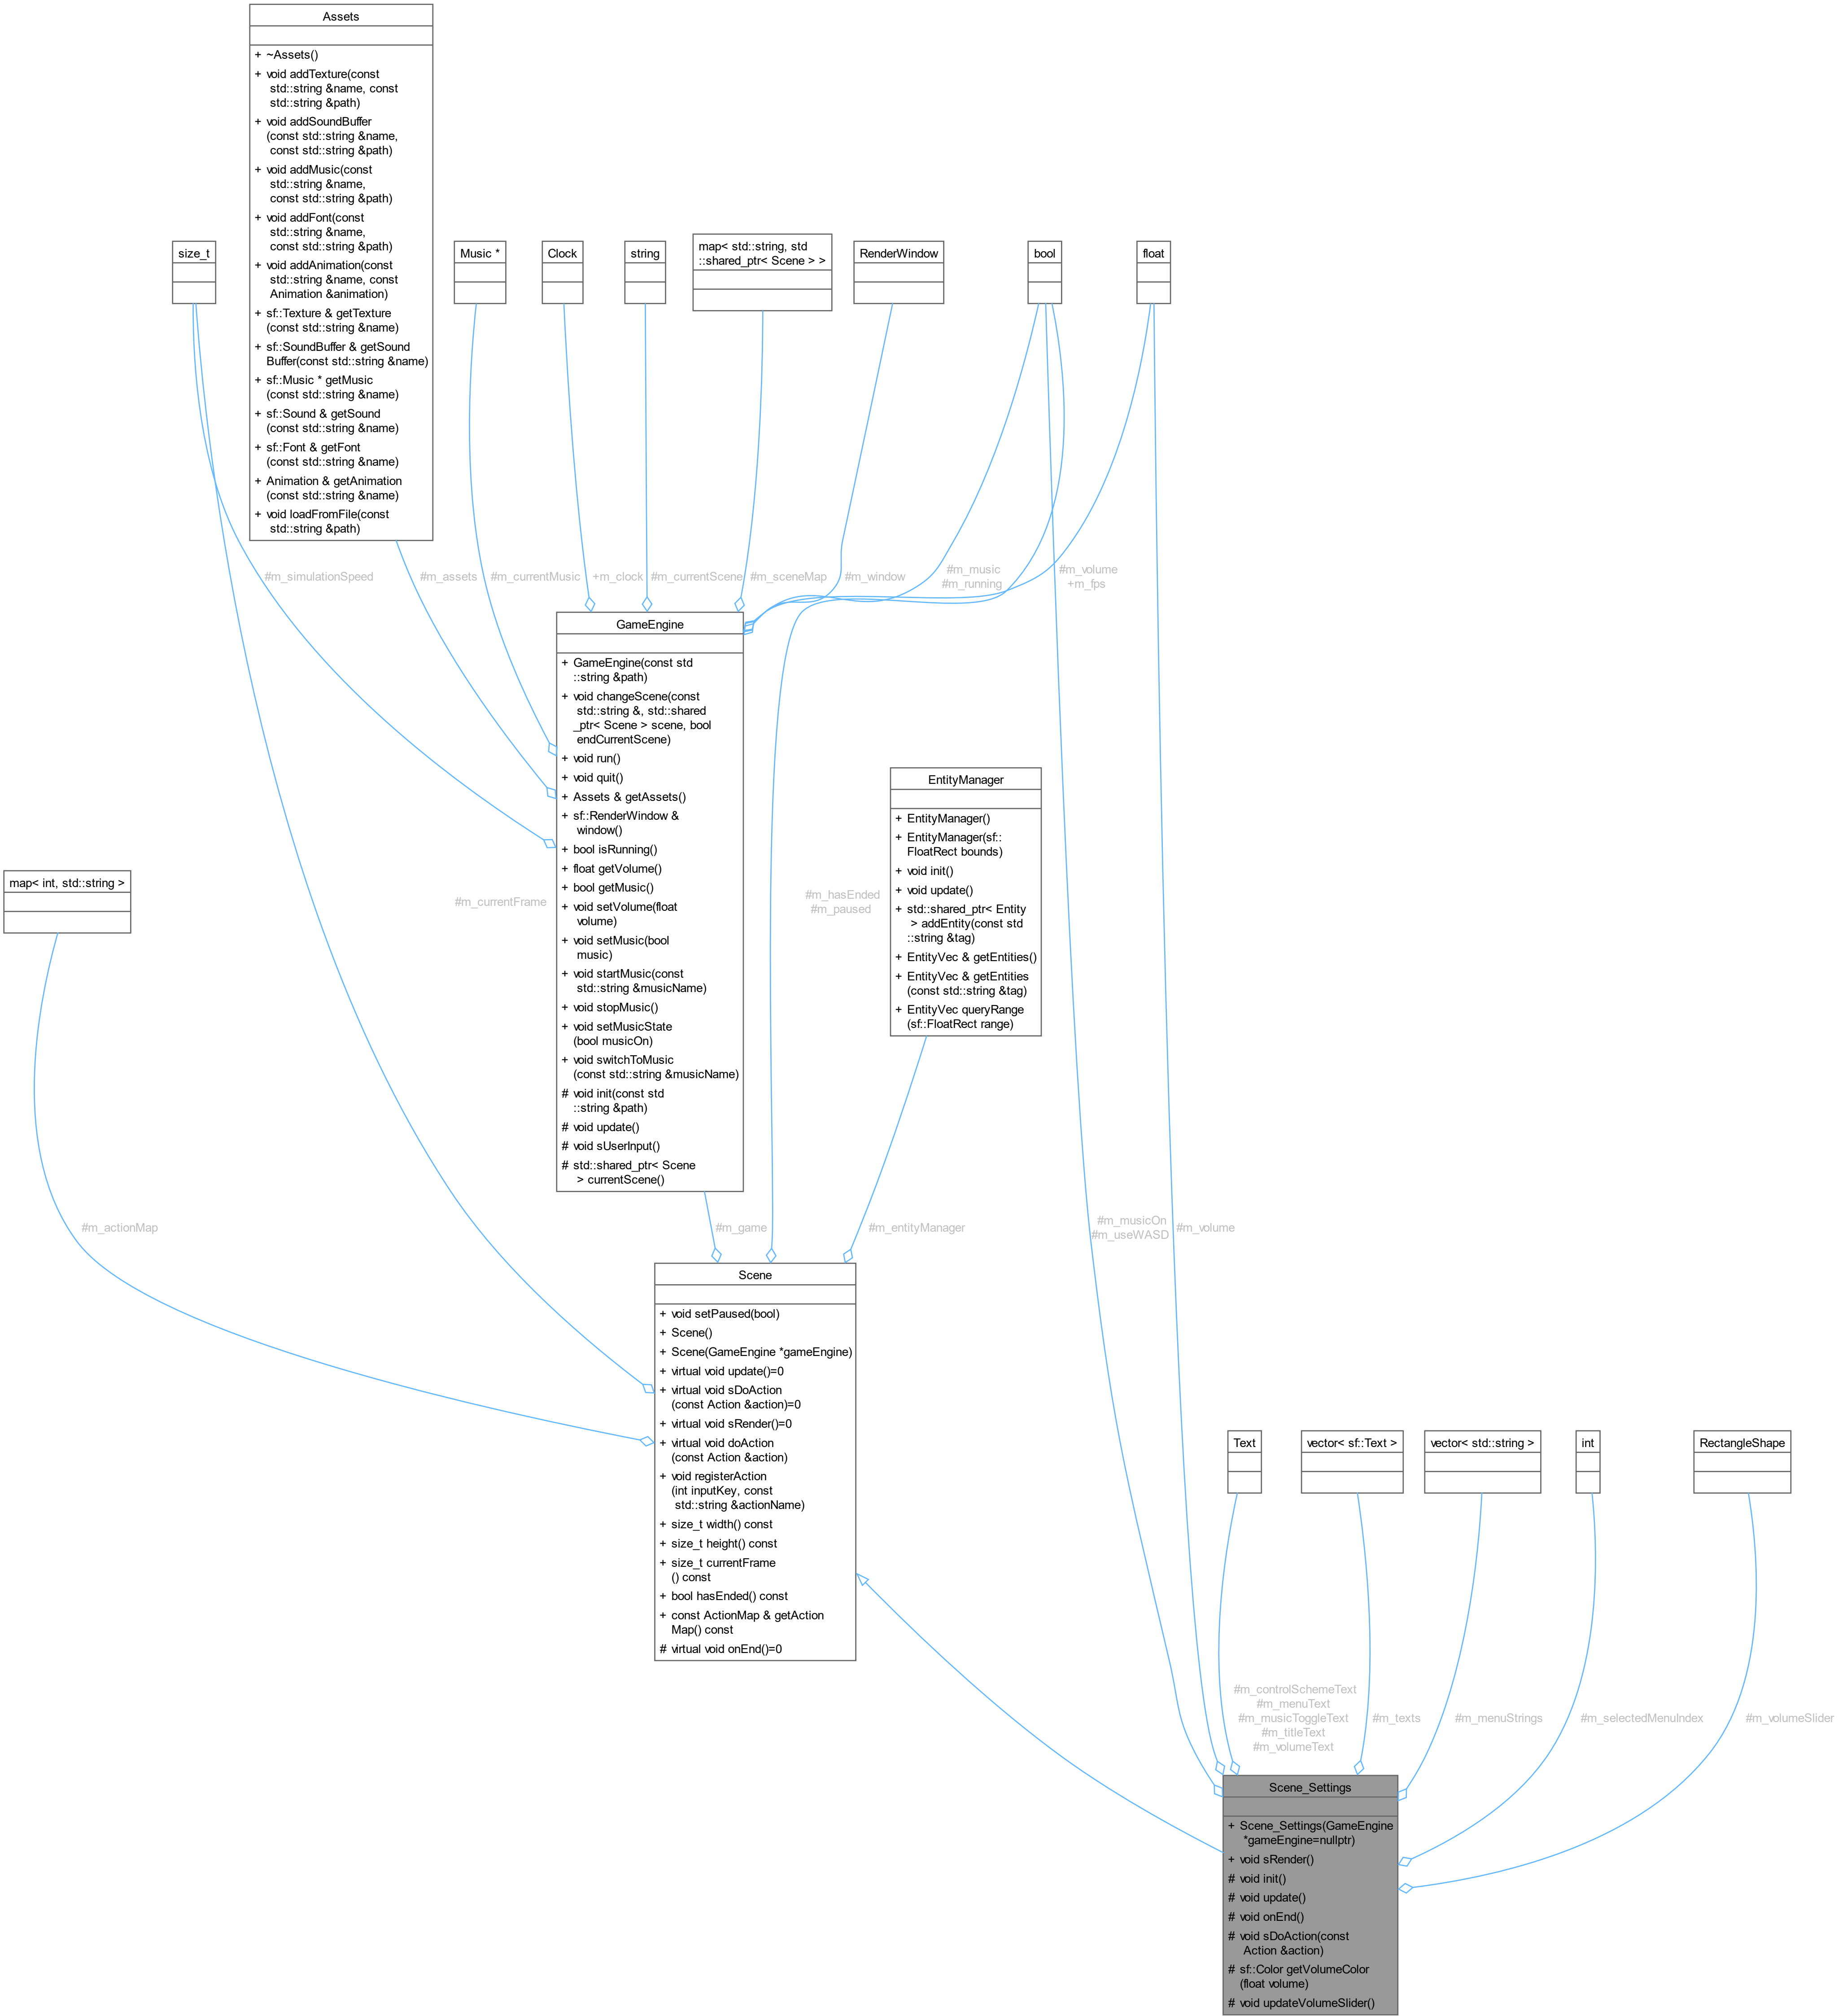 Assets
+ ~Assets()
+ void addTexture(const
std::string &name, const
std::string &path)
+ void addSoundBuffer
(const std::string &name,
const std::string &path)
+ void addMusic(const
std::string &name,
const std::string &path)
+ void addFont(const
std::string &name,
const std::string &path)
+ void addAnimation(const
std::string &name, const
Animation &animation)
+ sf::Texture & getTexture
(const std::string &name)
+ sf::SoundBuffer & getSound
Buffer(const std::string &name)
+ sf::Music * getMusic
(const std::string &name)
+ sf::Sound & getSound
(const std::string &name)
+ sf::Font & getFont
(const std::string &name)
+ Animation & getAnimation
(const std::string &name)
+ void loadFromFile(const
std::string &path)
size_t
Music *
Clock
string
map< std::string, std
::shared_ptr< Scene > >
RenderWindow
bool
float
#m_simulationSpeed
#m_assets
#m_currentMusic
+m_clock
#m_currentScene
#m_sceneMap
#m_window
#m_music
#m_running
#m_volume
+m_fps
GameEngine
+ GameEngine(const std
::string &path)
+ void changeScene(const
std::string &, std::shared
_ptr< Scene > scene, bool
endCurrentScene)
+ void run()
+ void quit()
+ Assets & getAssets()
+ sf::RenderWindow &
window()
+ bool isRunning()
+ float getVolume()
+ bool getMusic()
+ void setVolume(float
volume)
+ void setMusic(bool
music)
+ void startMusic(const
std::string &musicName)
+ void stopMusic()
+ void setMusicState
(bool musicOn)
+ void switchToMusic
(const std::string &musicName)
# void init(const std
::string &path)
# void update()
# void sUserInput()
# std::shared_ptr< Scene
> currentScene()
EntityManager
+ EntityManager()
+ EntityManager(sf::
FloatRect bounds)
+ void init()
+ void update()
+ std::shared_ptr< Entity
> addEntity(const std
::string &tag)
+ EntityVec & getEntities()
+ EntityVec & getEntities
(const std::string &tag)
+ EntityVec queryRange
(sf::FloatRect range)
map< int, std::string >
#m_currentFrame
#m_hasEnded
#m_paused
#m_actionMap
#m_game
#m_entityManager
#m_musicOn
#m_useWASD
#m_volume
Scene
+ void setPaused(bool)
+ Scene()
+ Scene(GameEngine *gameEngine)
+ virtual void update()=0
+ virtual void sDoAction
(const Action &action)=0
+ virtual void sRender()=0
+ virtual void doAction
(const Action &action)
+ void registerAction
(int inputKey, const
std::string &actionName)
+ size_t width() const
+ size_t height() const
+ size_t currentFrame
() const
+ bool hasEnded() const
+ const ActionMap & getAction
Map() const
# virtual void onEnd()=0
Text
vector< sf::Text >
vector< std::string >
int
RectangleShape
#m_controlSchemeText
#m_menuText
#m_musicToggleText
#m_titleText
#m_volumeText
#m_texts
#m_menuStrings
#m_selectedMenuIndex
#m_volumeSlider
Scene_Settings
+ Scene_Settings(GameEngine
*gameEngine=nullptr)
+ void sRender()
# void init()
# void update()
# void onEnd()
# void sDoAction(const
Action &action)
# sf::Color getVolumeColor
(float volume)
# void updateVolumeSlider()